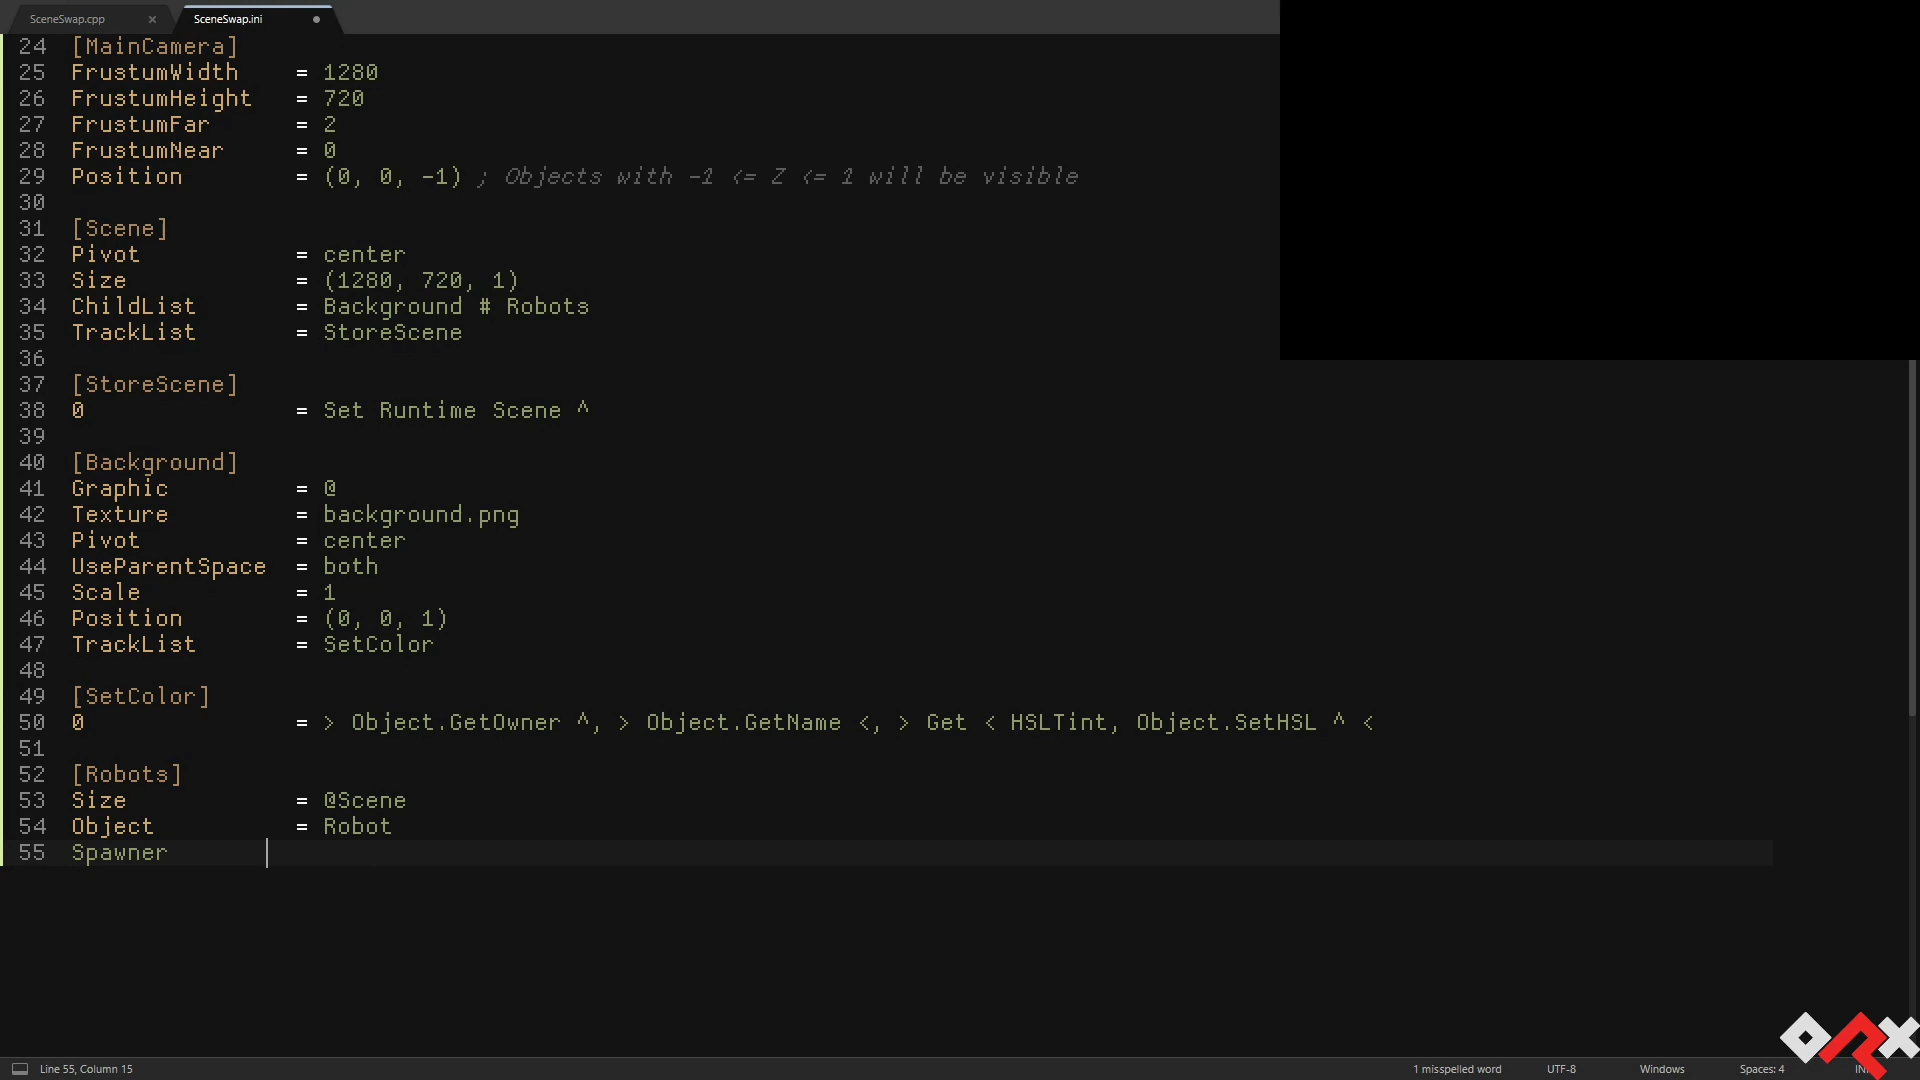 SceneSwap.cpp ×
SceneSwap.ini
24 [MainCamera]
25 FrustumWidth = 1280
26 FrustumHeight = 720
27 FrustumFar = 2
28 FrustumNear = 0
29 Position = (0, 0, -1) ; Objects with -1 <= Z <= 1 will be visible
30
31 [Scene]
32 Pivot = center
33 Size = (1280, 720, 1)
34 ChildList = Background # Robots
35 TrackList = StoreScene
36
37 [StoreScene]
38 0 = Set Runtime Scene ^
39
40 [Background]
41 Graphic = @
42 Texture = background.png
43 Pivot = center
44 UseParentSpace = both
45 Scale = 1
46 Position = (0, 0, 1)
47 TrackList = SetColor
48
49 [SetColor]
50 0 = > Object.GetOwner ^, > Object.GetName <, > Get < HSLTint, Object.SetHSL ^ <
51
52 [Robots]
53 Size = @Scene
54 Object = Robot
55 Spawner
ORX
Line 55, Column 15
1 misspelled word
UTF-8
Windows
Spaces: 4